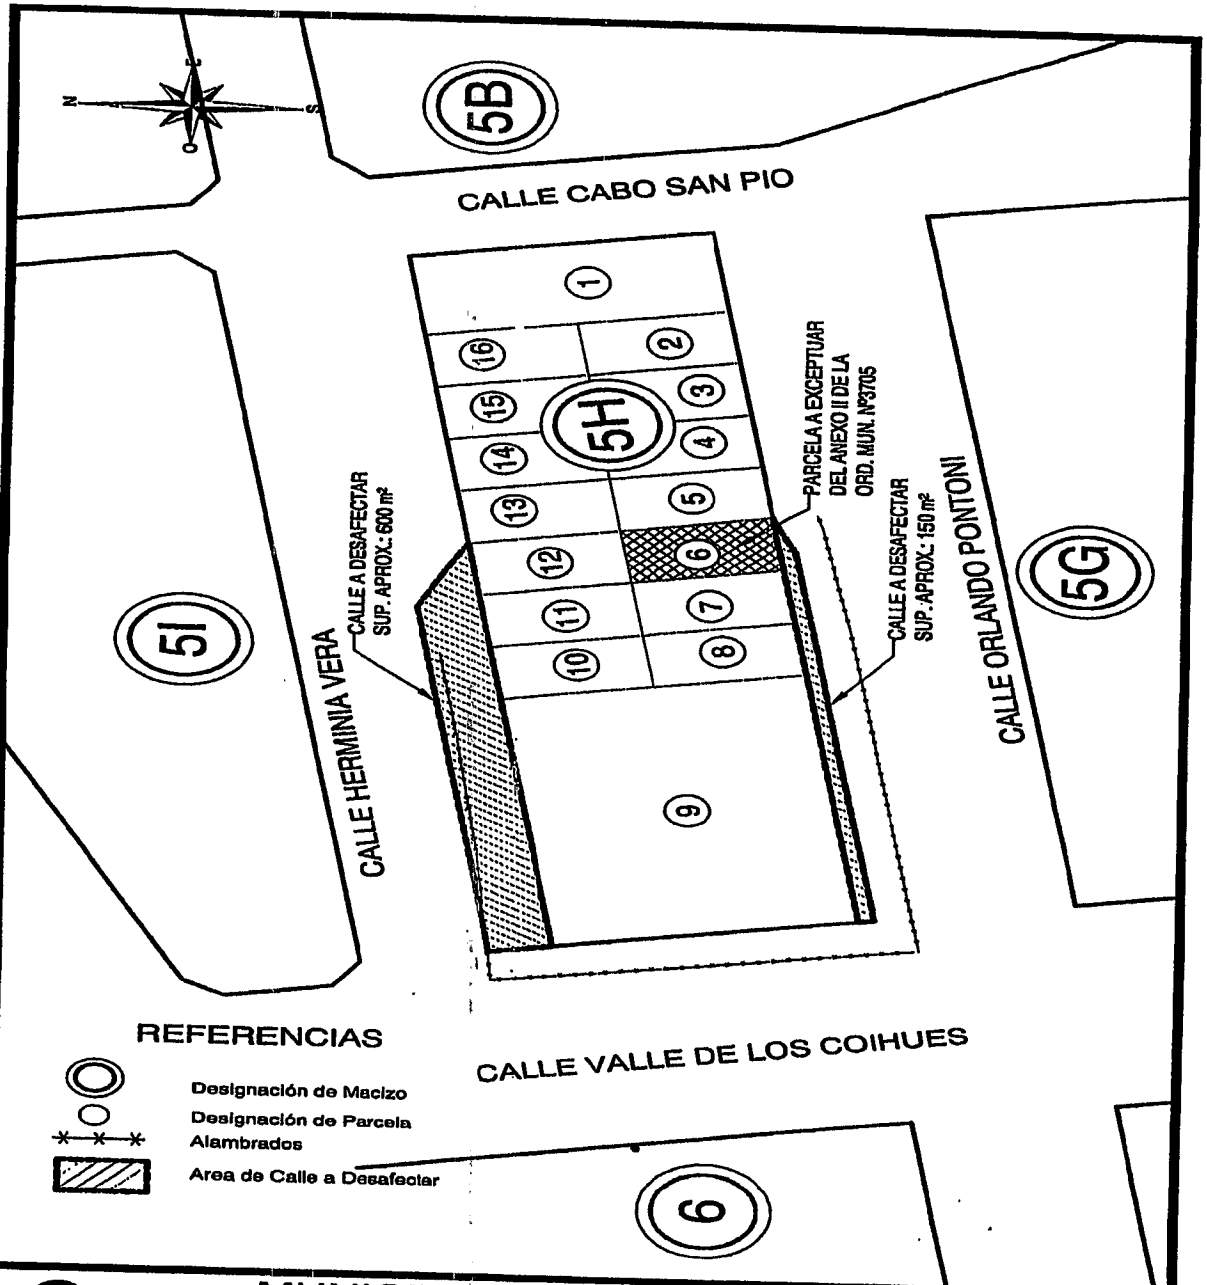 N
E
S
O
5B
CALLE CABO SAN PIO
1
16
2
15
3
5H
14
4
13
5
12
6
11
7
10
8
9
PARCELA A EXCEPTUAR
DEL ANEXO II DE LA
ORD. MUN. Nº3705
CALLE A DESAFECTAR
SUP. APROX.: 600 m²
CALLE A DESAFECTAR
SUP. APROX.: 150 m²
5I
CALLE HERMINIA VERA
CALLE ORLANDO PONTONI
5G
REFERENCIAS
Designación de Macizo
Designación de Parcela
Alambrados
Area de Calle a Desafectar
CALLE VALLE DE LOS COIHUES
6